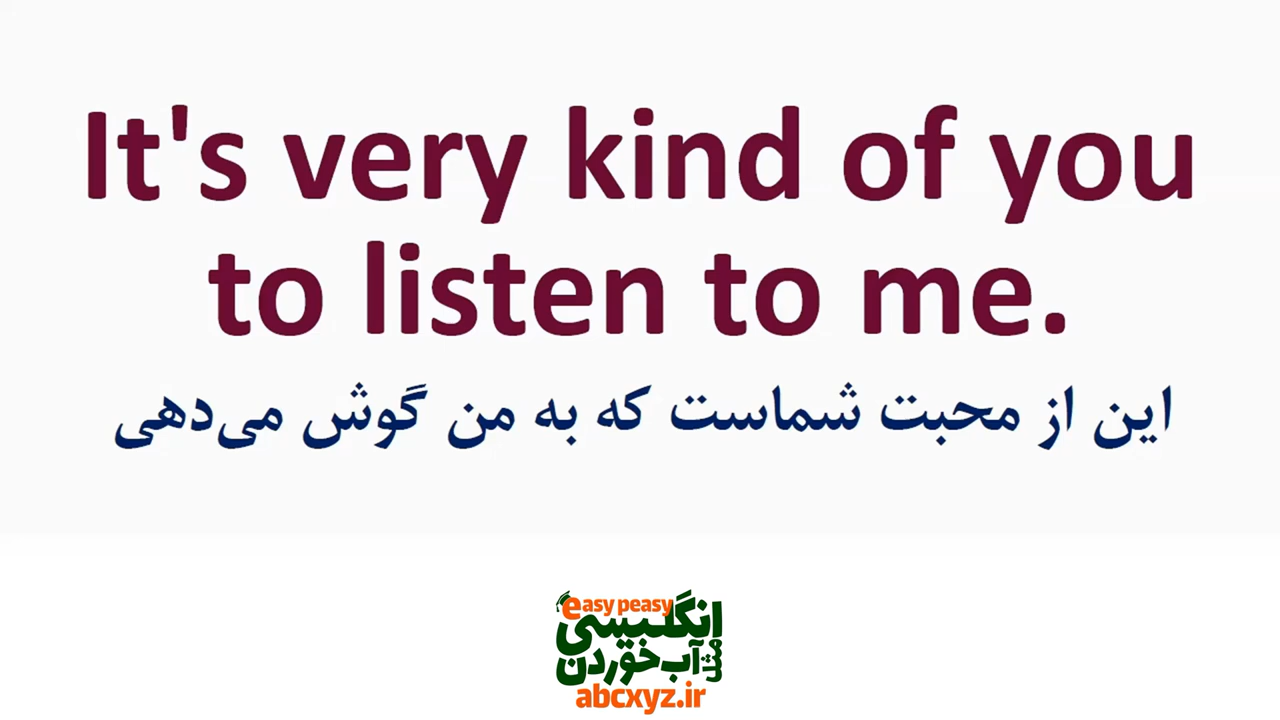 It's very kind of you
to listen to me.
این از محبت شماست که به من گوش می‌دهی
easy peasy
انگلیسی
مثل آب خوردن
abcxyz.ir